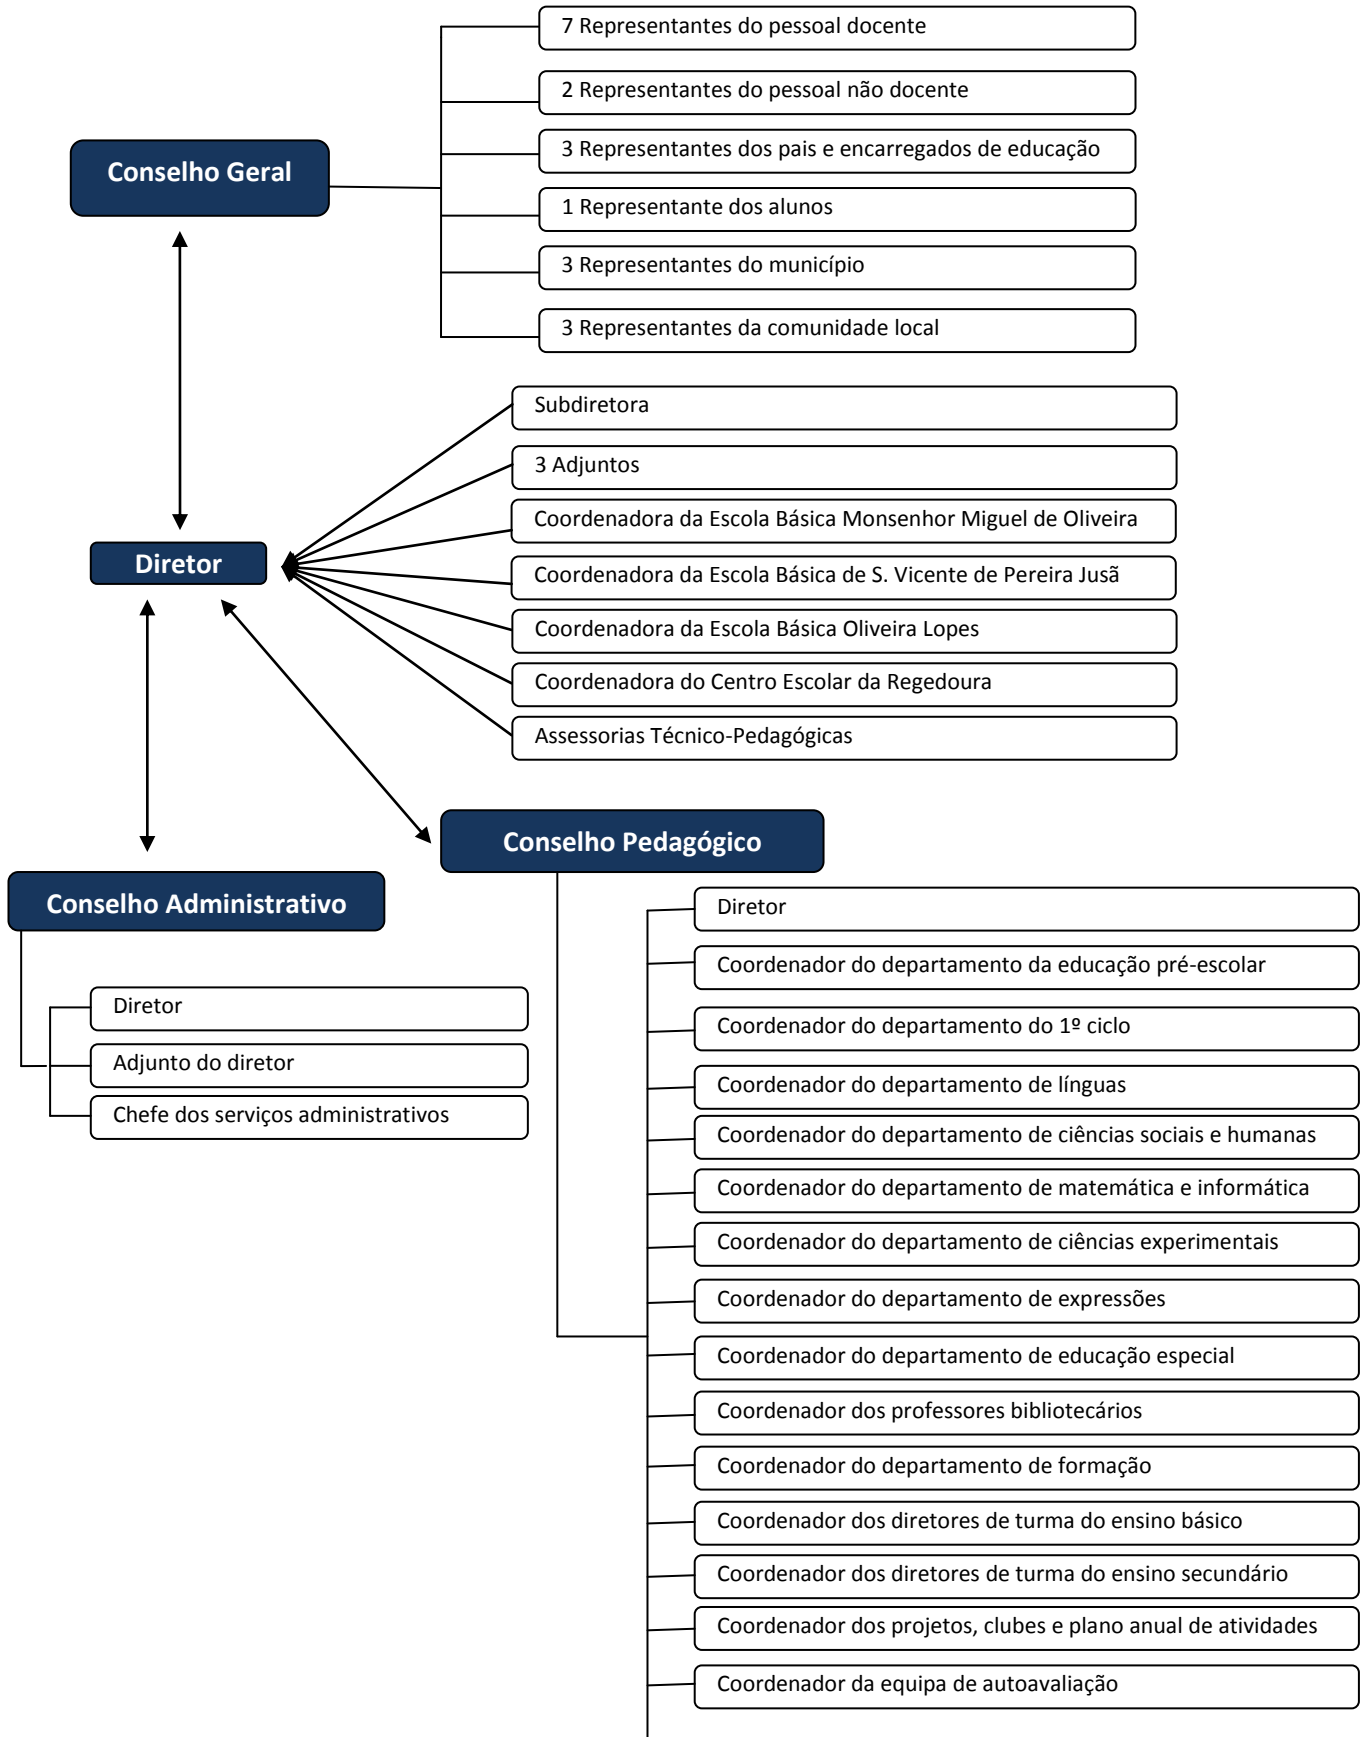 7 Representantes do pessoal docente
2 Representantes do pessoal não docente
3 Representantes dos pais e encarregados de educação
Conselho Geral
1 Representante dos alunos
3 Representantes do município
3 Representantes da comunidade local
Subdiretora
3 Adjuntos
Coordenadora da Escola Básica Monsenhor Miguel de Oliveira
Diretor
Coordenadora da Escola Básica de S. Vicente de Pereira Jusã
Coordenadora da Escola Básica Oliveira Lopes
Coordenadora do Centro Escolar da Regedoura
Assessorias Técnico-Pedagógicas
Conselho Pedagógico
Conselho Administrativo
Diretor
Adjunto do diretor
Chefe dos serviços administrativos
Diretor
Coordenador do departamento da educação pré-escolar
Coordenador do departamento do 1º ciclo
Coordenador do departamento de línguas
Coordenador do departamento de ciências sociais e humanas
Coordenador do departamento de matemática e informática
Coordenador do departamento de ciências experimentais
Coordenador do departamento de expressões
Coordenador do departamento de educação especial
Coordenador dos professores bibliotecários
Coordenador do departamento de formação
Coordenador dos diretores de turma do ensino básico
Coordenador dos diretores de turma do ensino secundário
Coordenador dos projetos, clubes e plano anual de atividades
Coordenador da equipa de autoavaliação